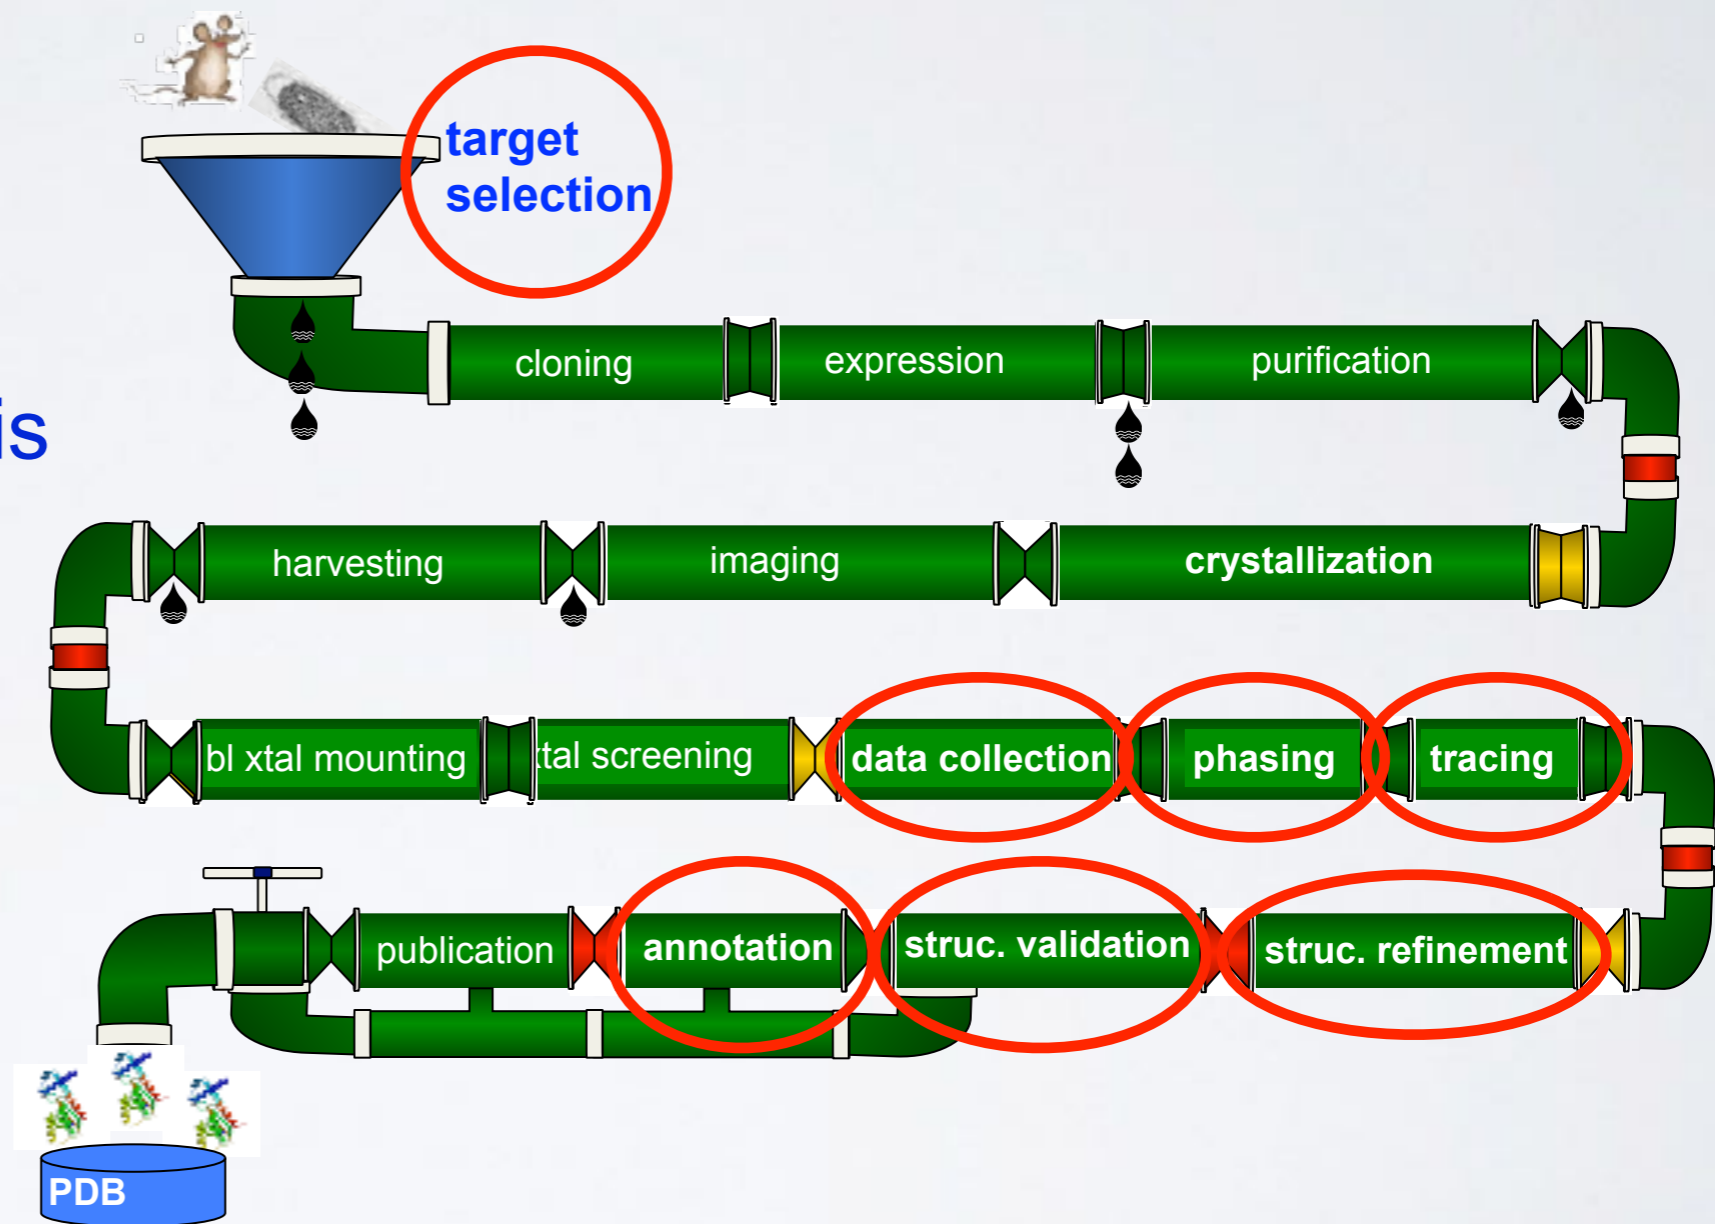 target
selection
cloning
expression
purification
is
harvesting
imaging
crystallization
bl xtal mounting
xtal screening
data collection
phasing
tracing
publication
annotation
struc. validation
struc. refinement
PDB